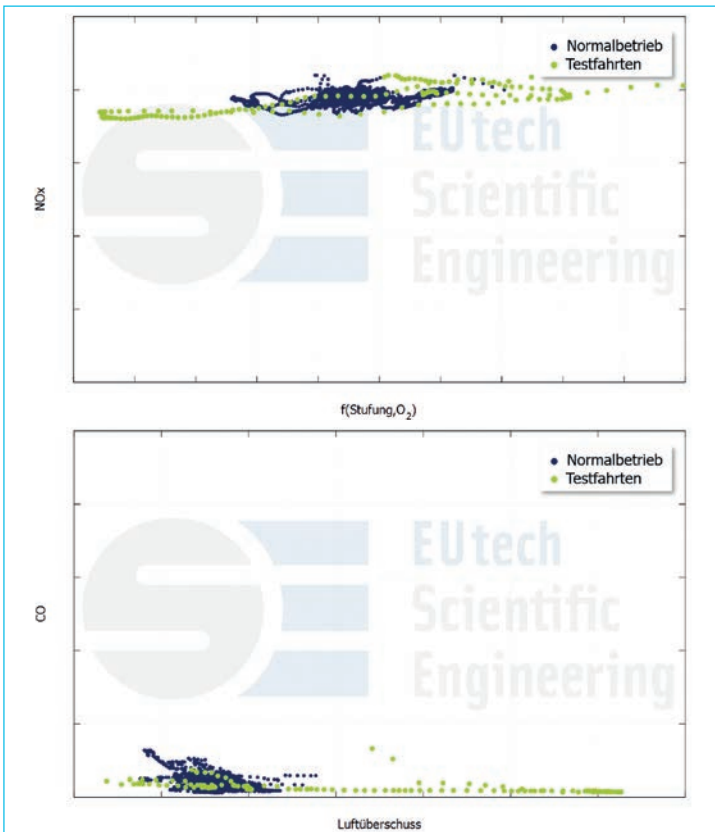 Normalbetrieb
Testfahrten
EUtech
Scientific
Engineering
NOx
f(Stufung,O₂)
Normalbetrieb
Testfahrten
EUtech
Scientific
Engineering
CO
Luftüberschuss